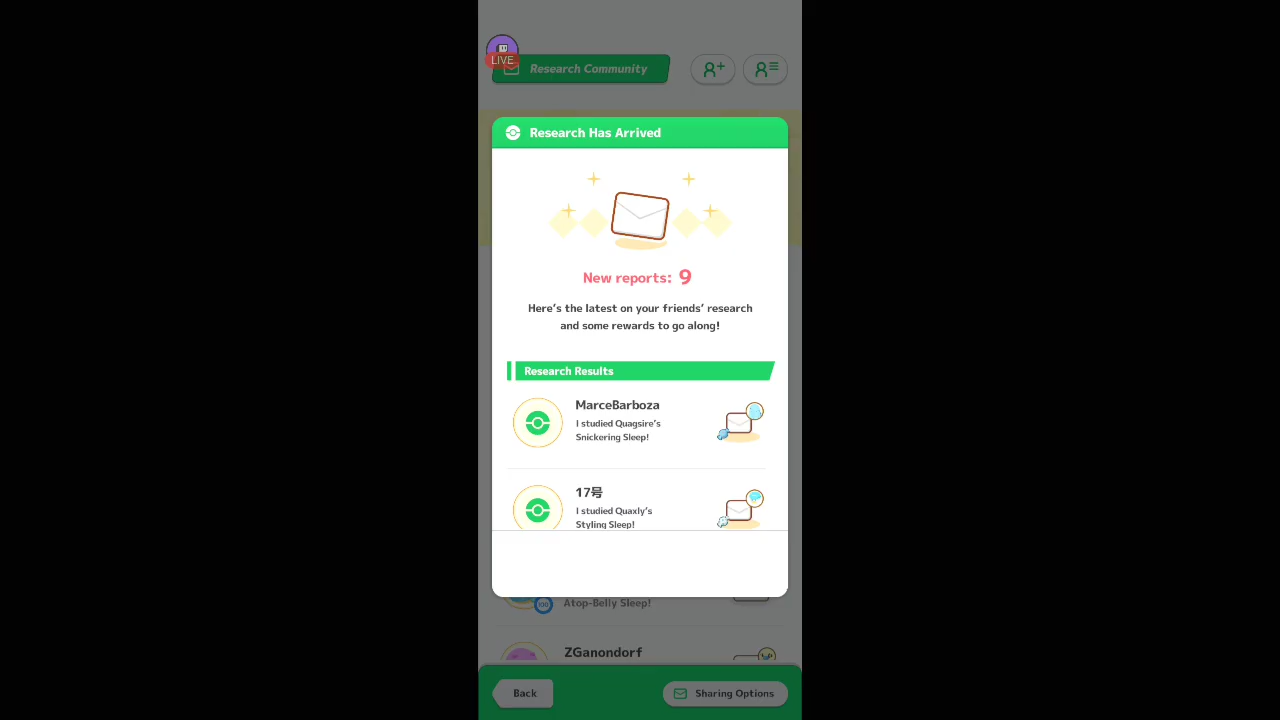 LIVE
Research Community
Research Has Arrived
New reports: 9
Here's the latest on your friends' research
and some rewards to go along!
Research Results
MarceBarboza
I studied Quagsire's
Snickering Sleep!
17号
I studied Quaxly's
Styling Sleep!
100
Atop-Belly Sleep!
ZGanondorf
Back
Sharing Options